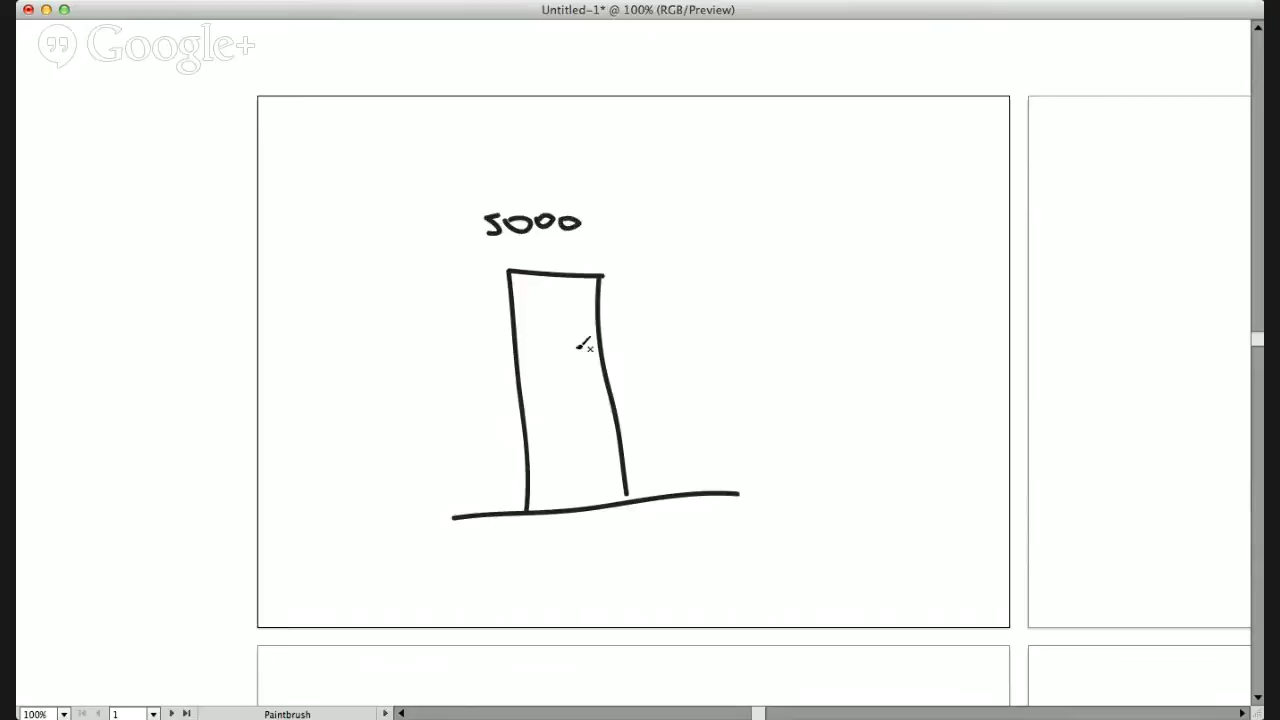 Untitled-1* @ 100% (RGB/Preview)
Google+
5000
100%
1
Paintbrush